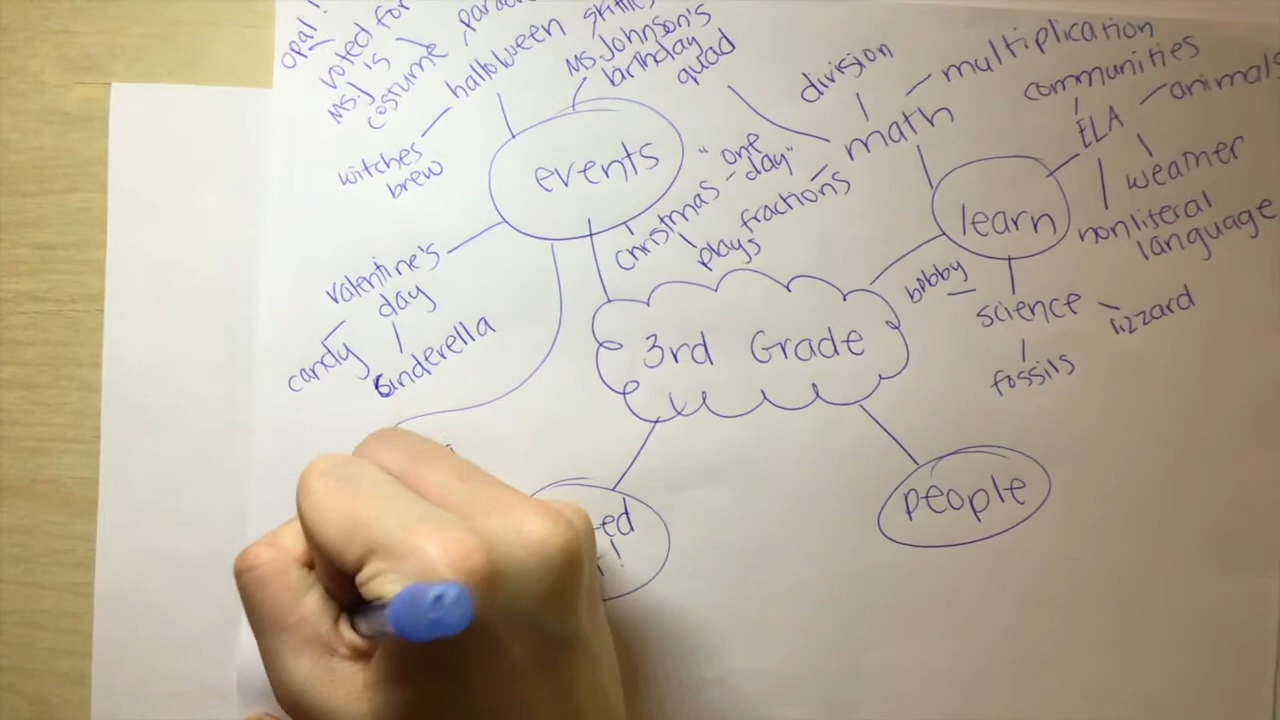 opal!
voted for
ms.J is
costume
halloween
skittles
ms.Johnson's
birthday
quad
witches
brew
events
valentine's
day
candy
cinderella
christmas
"one
-day"
plays
fractions
division
multiplication
math
communities
animals
ELA
weather
nonliteral
language
learn
bobby
science
lizzard
fossils
3rd Grade
people